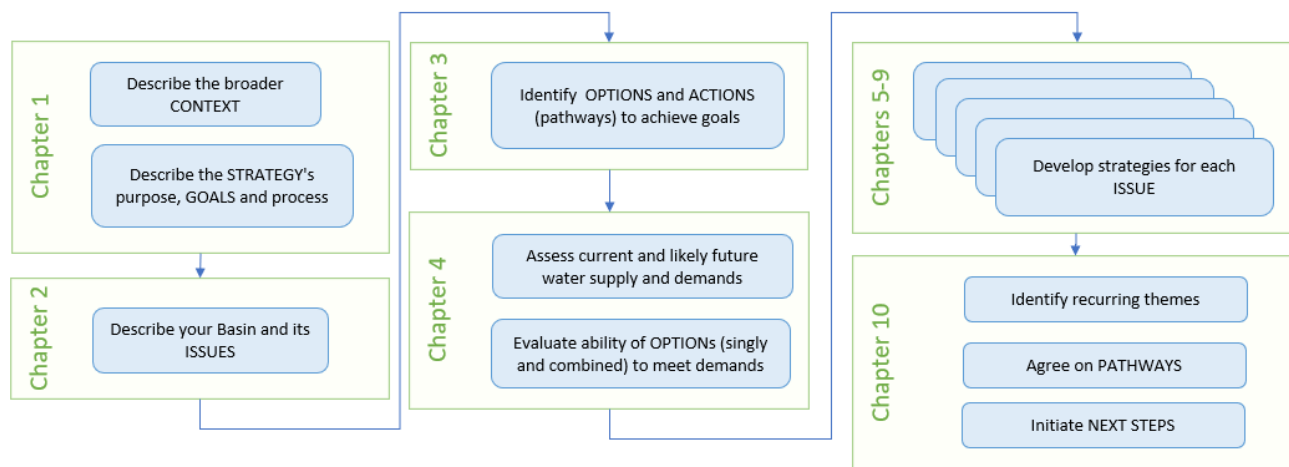 Chapter 1
Describe the broader
CONTEXT
Describe the STRATEGY's
purpose, GOALS and process
Chapter 2
Describe your Basin and its
ISSUES
Chapter 3
Identify OPTIONS and ACTIONS
(pathways) to achieve goals
Chapter 4
Assess current and likely future
water supply and demands
Evaluate ability of OPTIONs (singly
and combined) to meet demands
Chapters 5-9
Develop strategies for each
ISSUE
Chapter 10
Identify recurring themes
Agree on PATHWAYS
Initiate NEXT STEPS